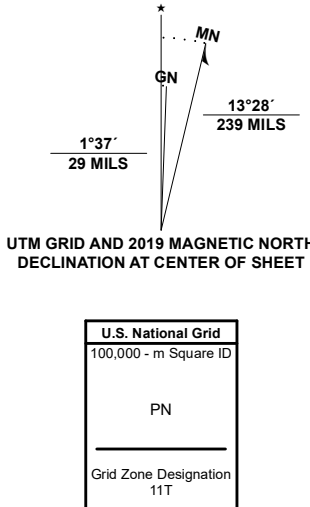 ★
MN
GN
1°37´
29 MILS
13°28´
239 MILS
UTM GRID AND 2019 MAGNETIC NORTH
DECLINATION AT CENTER OF SHEET
U.S. National Grid
100,000 - m Square ID
PN
Grid Zone Designation
11T